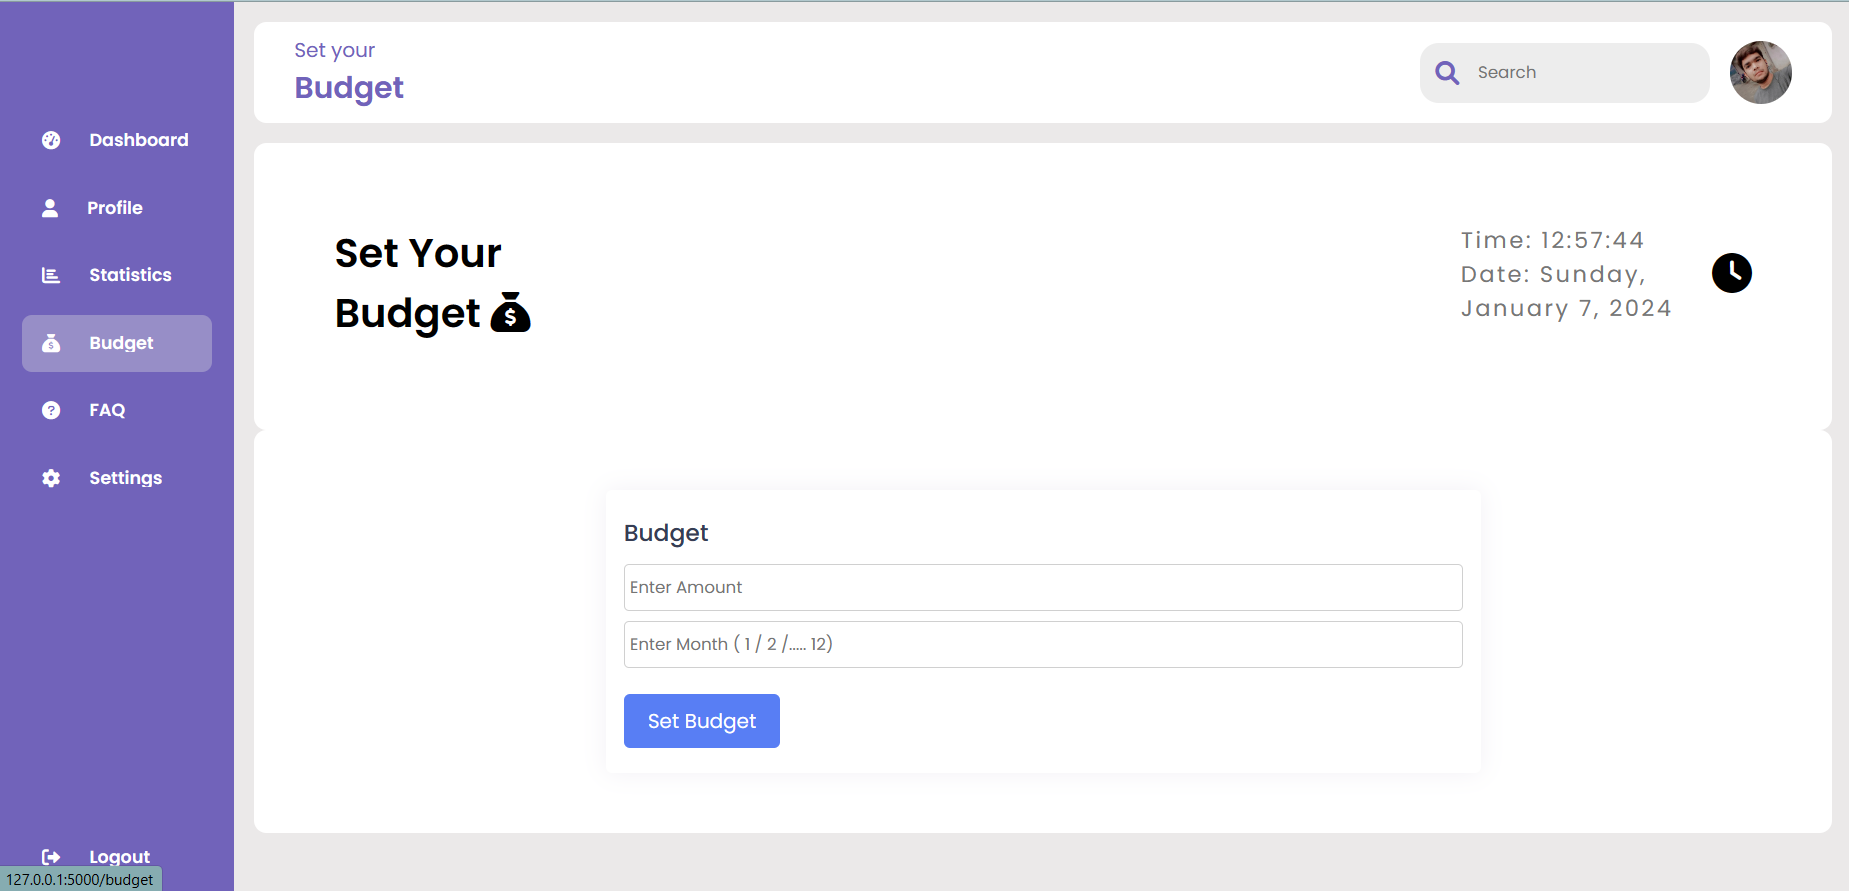 Dashboard
Profile
Statistics
Budget
FAQ
Settings
Logout
127.0.0.1:5000/budget
Set your
Budget
Search
Set Your
Budget
Time: 12:57:44
Date: Sunday,
January 7, 2024
Budget
Enter Amount
Enter Month ( 1 / 2 /..... 12)
Set Budget